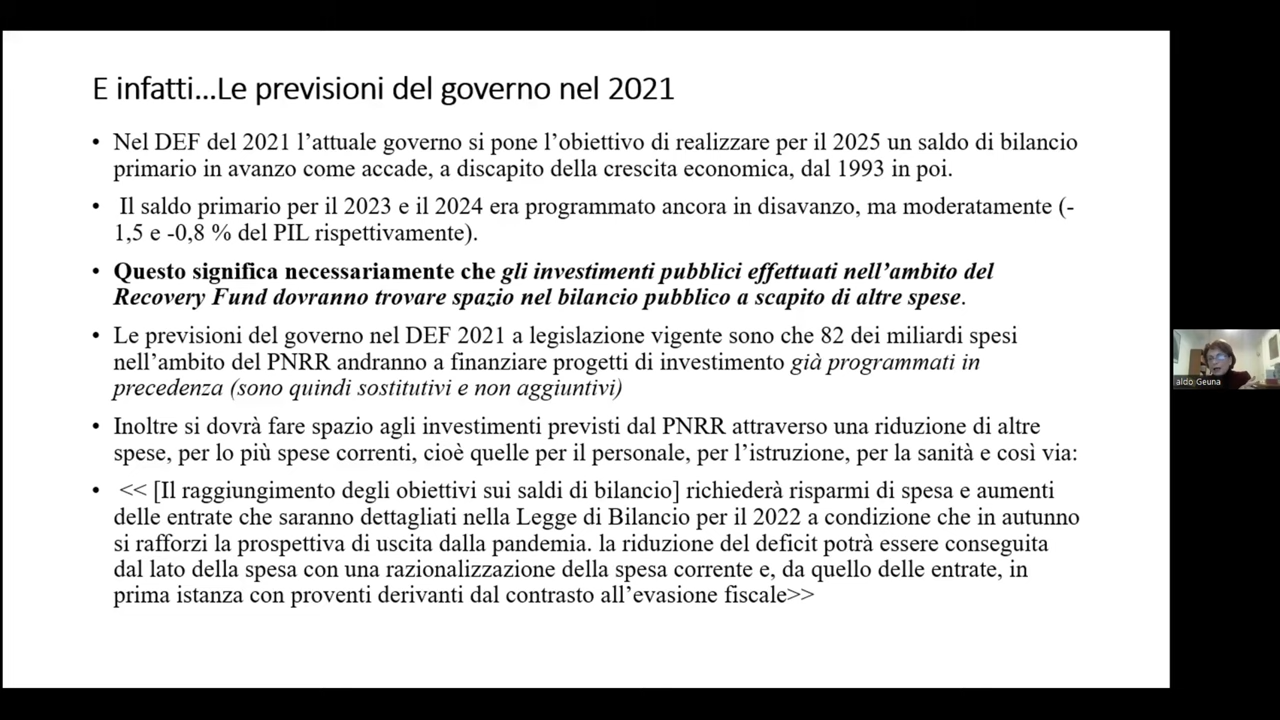 E infatti...Le previsioni del governo nel 2021
• Nel DEF del 2021 l’attuale governo si pone l’obiettivo di realizzare per il 2025 un saldo di bilancio
primario in avanzo come accade, a discapito della crescita economica, dal 1993 in poi.
• Il saldo primario per il 2023 e il 2024 era programmato ancora in disavanzo, ma moderatamente (-
1,5 e -0,8 % del PIL rispettivamente).
• Questo significa necessariamente che gli investimenti pubblici effettuati nell’ambito del
Recovery Fund dovranno trovare spazio nel bilancio pubblico a scapito di altre spese.
• Le previsioni del governo nel DEF 2021 a legislazione vigente sono che 82 dei miliardi spesi
nell’ambito del PNRR andranno a finanziare progetti di investimento già programmati in
precedenza (sono quindi sostitutivi e non aggiuntivi)
• Inoltre si dovrà fare spazio agli investimenti previsti dal PNRR attraverso una riduzione di altre
spese, per lo più spese correnti, cioè quelle per il personale, per l’istruzione, per la sanità e così via:
• << [Il raggiungimento degli obiettivi sui saldi di bilancio] richiederà risparmi di spesa e aumenti
delle entrate che saranno dettagliati nella Legge di Bilancio per il 2022 a condizione che in autunno
si rafforzi la prospettiva di uscita dalla pandemia. la riduzione del deficit potrà essere conseguita
dal lato della spesa con una razionalizzazione della spesa corrente e, da quello delle entrate, in
prima istanza con proventi derivanti dal contrasto all’evasione fiscale>>
aldo Geuna